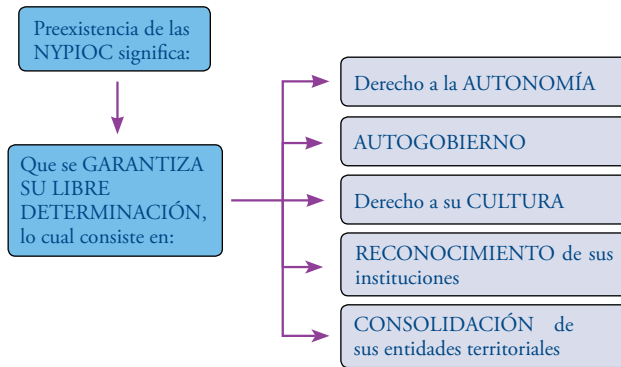 Preexistencia de las
NYPIOC significa:
Que se GARANTIZA
SU LIBRE
DETERMINACIÓN,
lo cual consiste en:
Derecho a la AUTONOMÍA
AUTOGOBIERNO
Derecho a su CULTURA
RECONOCIMIENTO de sus
instituciones
CONSOLIDACIÓN de
sus entidades territoriales